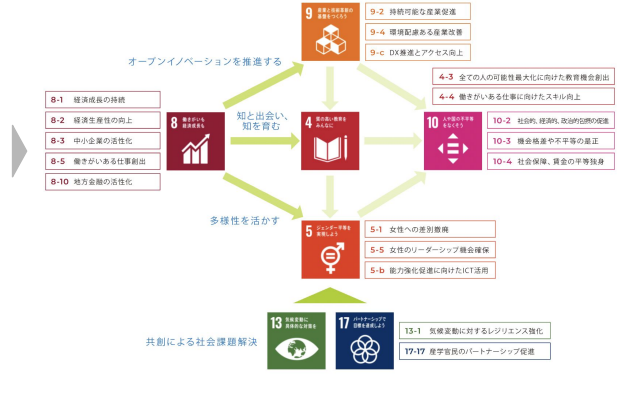 9 産業と技術革新の
基盤をつくろう
9-2 持続可能な産業促進
9-4 環境配慮ある産業改善
9-c DX推進とアクセス向上
オープンイノベーションを推進する
4-3 全ての人の可能性最大化に向けた教育機会創出
4-4 働きがいある仕事に向けたスキル向上
8-1 経済成長の持続
8-2 経済生産性の向上
8-3 中小企業の活性化
8-5 働きがいある仕事創出
8-10 地方金融の活性化
8 働きがいも
経済成長も
知と出会い、
知を育む
4 質の高い教育を
みんなに
10 人や国の不平等
をなくそう
10-2 社会的、経済的、政治的包摂の促進
10-3 機会格差や不平等の是正
10-4 社会保障、賃金の平等独身
多様性を活かす
5 ジェンダー平等を
実現しよう
5-1 女性への差別撤廃
5-5 女性のリーダーシップ機会確保
5-b 能力強化促進に向けたICT活用
共創による社会課題解決
13 気候変動に
具体的な対策を
17 パートナーシップで
目標を達成しよう
13-1 気候変動に対するレジリエンス強化
17-17 産学官民のパートナーシップ促進